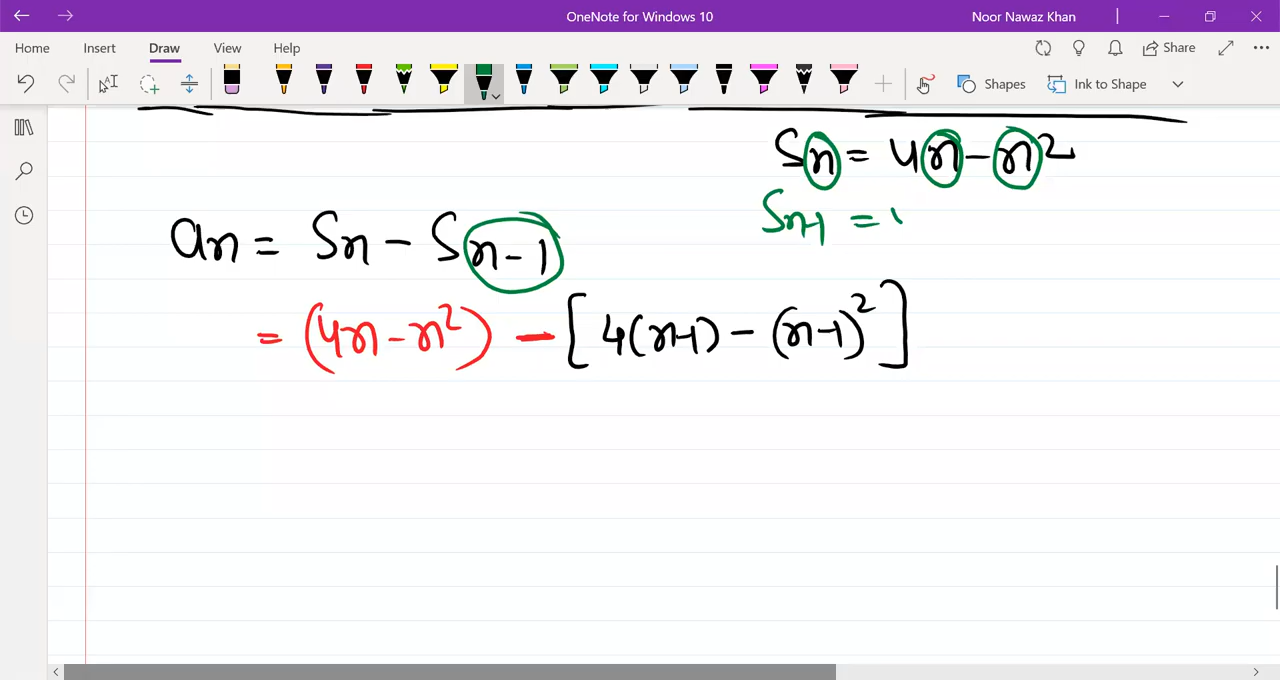 OneNote for Windows 10
Noor Nawaz Khan
Home Insert Draw View Help Share
Shapes Ink to Shape
Sn = 4n - n²
Sn-1 =
an = Sn - Sn-1
= (4n - n²) - [4(n-1) - (n-1)²]